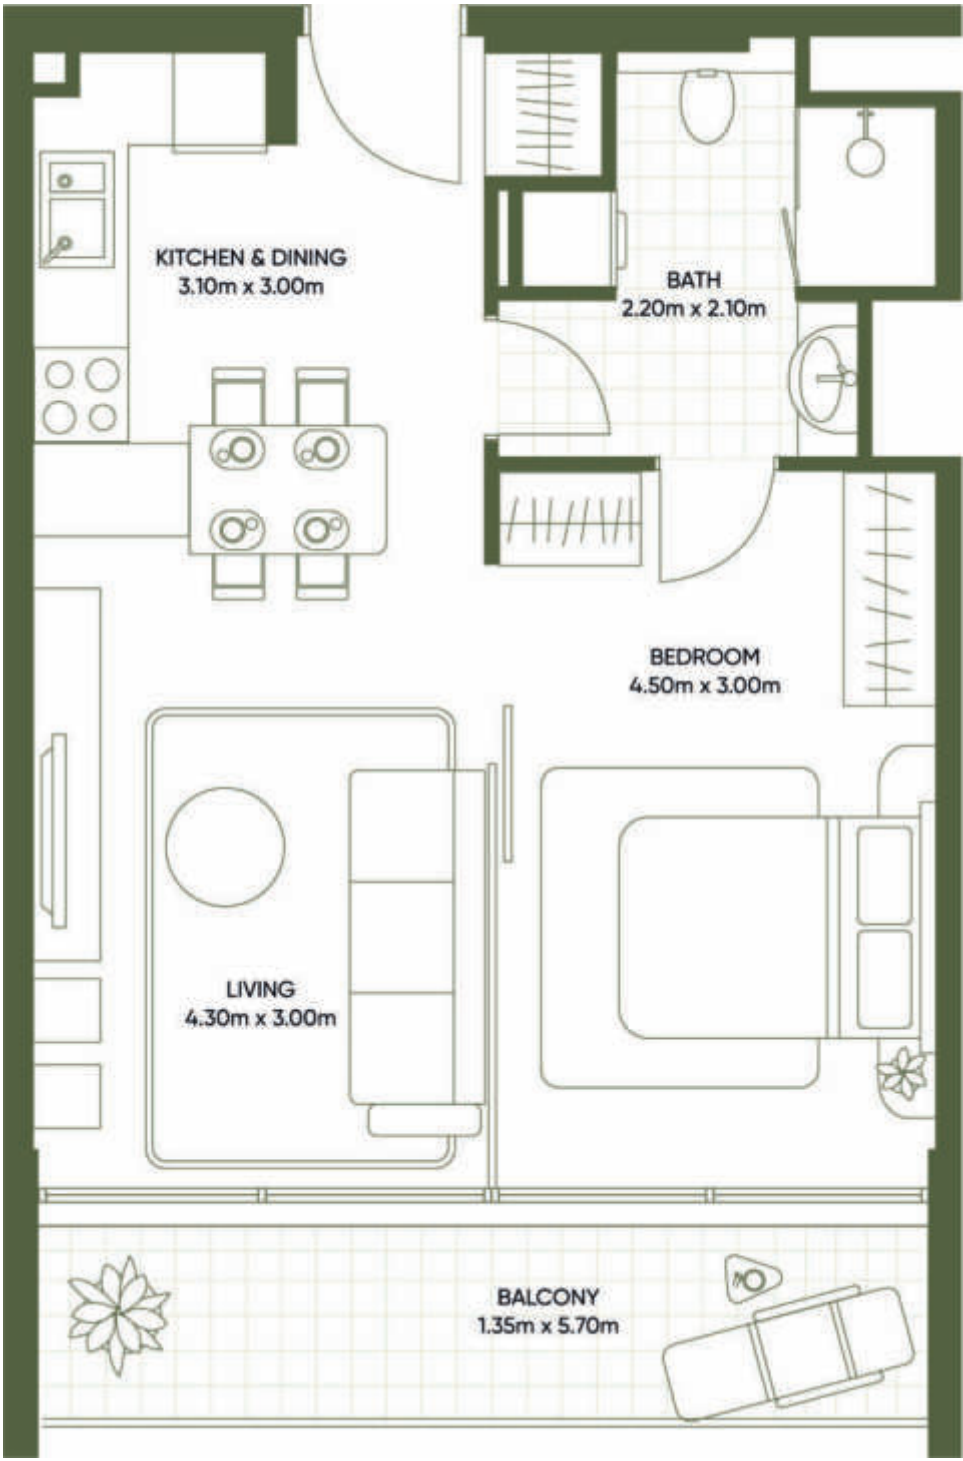 KITCHEN & DINING
3.10m x 3.00m
BATH
2.20m x 2.10m
BEDROOM
4.50m x 3.00m
LIVING
4.30m x 3.00m
BALCONY
1.35m x 5.70m